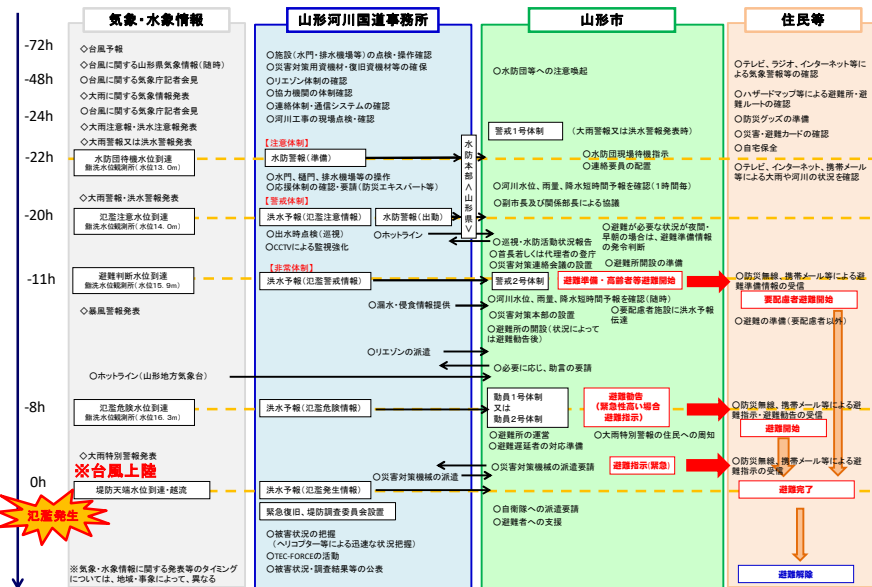 気象・水象情報
山形河川国道事務所
山形市
住民等
-72h
-48h
-24h
-22h
-20h
-11h
-8h
0h
氾濫発生
◇台風予報
◇台風に関する山形県気象情報(随時)
○台風に関する気象庁記者会見
◇大雨に関する気象情報発表
○台風に関する気象庁記者会見
◇大雨注意報・洪水注意報発表
◇大雨警報又は洪水警報発表
水防団待機水位到達
鮨洗水位観測所(水位13.0m)
◇大雨警報・洪水警報発表
氾濫注意水位到達
鮨洗水位観測所(水位14.0m)
避難判断水位到達
鮨洗水位観測所(水位15.9m)
◇暴風警報発表
○ホットライン(山形地方気象台)
氾濫危険水位到達
鮨洗水位観測所(水位16.3m)
◇大雨特別警報発表
※台風上陸
堤防天端水位到達・越流
※気象・水象情報に関する発表等のタイミング
については、地域・事象によって、異なる
○施設(水門・排水機場等)の点検・操作確認
○災害対策用資機材・復旧資機材等の確保
○リエゾン体制の確認
○協力機関の体制確認
○連絡体制・通信システムの確認
○河川工事の現場点検・確認
【注意体制】
水防警報(準備)
○水門、樋門、排水機場等の操作
○応援体制の確認・要請(防災エキスパート等)
【警戒体制】
洪水予報(氾濫注意情報)
水防警報(出動)
○出水時点検(巡視)
○CCTVによる監視強化
○ホットライン
【非常体制】
洪水予報(氾濫警戒情報)
○漏水・侵食情報提供
○リエゾンの派遣
洪水予報(氾濫危険情報)
○災害対策機械の派遣
洪水予報(氾濫発生情報)
緊急復旧、堤防調査委員会設置
○被害状況の把握
(ヘリコプター等による迅速な状況把握)
○TEC-FORCEの活動
○被害状況・調査結果等の公表
水防本部<山形県>
○水防団等への注意喚起
警戒1号体制
(大雨警報又は洪水警報発表時)
○水防団現場待機指示
○連絡要員の配置
○河川水位、雨量、降水短時間予報を確認(1時間毎)
○副市長及び関係部長による協議
○避難が必要な状況が夜間・
早朝の場合は、避難準備情報
の発令判断
○巡視・水防活動状況報告
○首長若しくは代理者の登庁
○災害対策連絡会議の設置
○避難所開設の準備
警戒2号体制
避難準備・高齢者等避難開始
○河川水位、雨量、降水短時間予報を確認(随時)
○災害対策本部の設置
○要配慮者施設に洪水予報
伝達
○避難所の開設(状況によって
は避難勧告後)
○必要に応じ、助言の要請
動員1号体制
又は
動員2号体制
避難勧告
(緊急性高い場合
避難指示)
○避難所の運営
○避難遅延者の対応準備
○大雨特別警報の住民への周知
○災害対策機械の派遣要請
避難指示(緊急)
○自衛隊への派遣要請
○避難者への支援
○テレビ、ラジオ、インターネット等に
よる気象警報等の確認
○ハザードマップ等による避難所・避
難ルートの確認
○防災グッズの準備
○災害・避難カードの確認
○自宅保全
○テレビ、インターネット、携帯メール
等による大雨や河川の状況を確認
○防災無線、携帯メール等による避
難準備情報の受信
要配慮者避難開始
○避難の準備(要配慮者以外)
○防災無線、携帯メール等による避
難指示・避難勧告の受信
避難開始
○防災無線、携帯メール等による避
難指示の受信
避難完了
避難解除